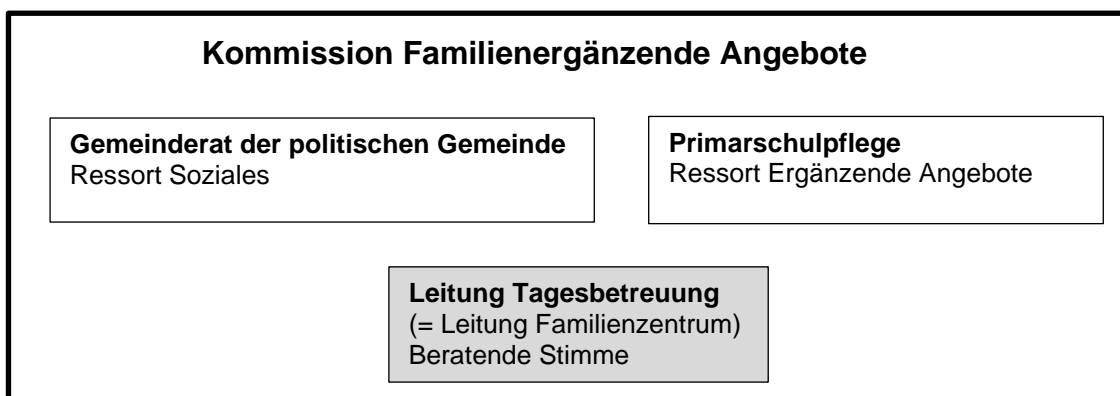 Kommission Familienergänzende Angebote
Gemeinderat der politischen Gemeinde
Ressort Soziales
Primarschulpflege
Ressort Ergänzende Angebote
Leitung Tagesbetreuung
(= Leitung Familienzentrum)
Beratende Stimme